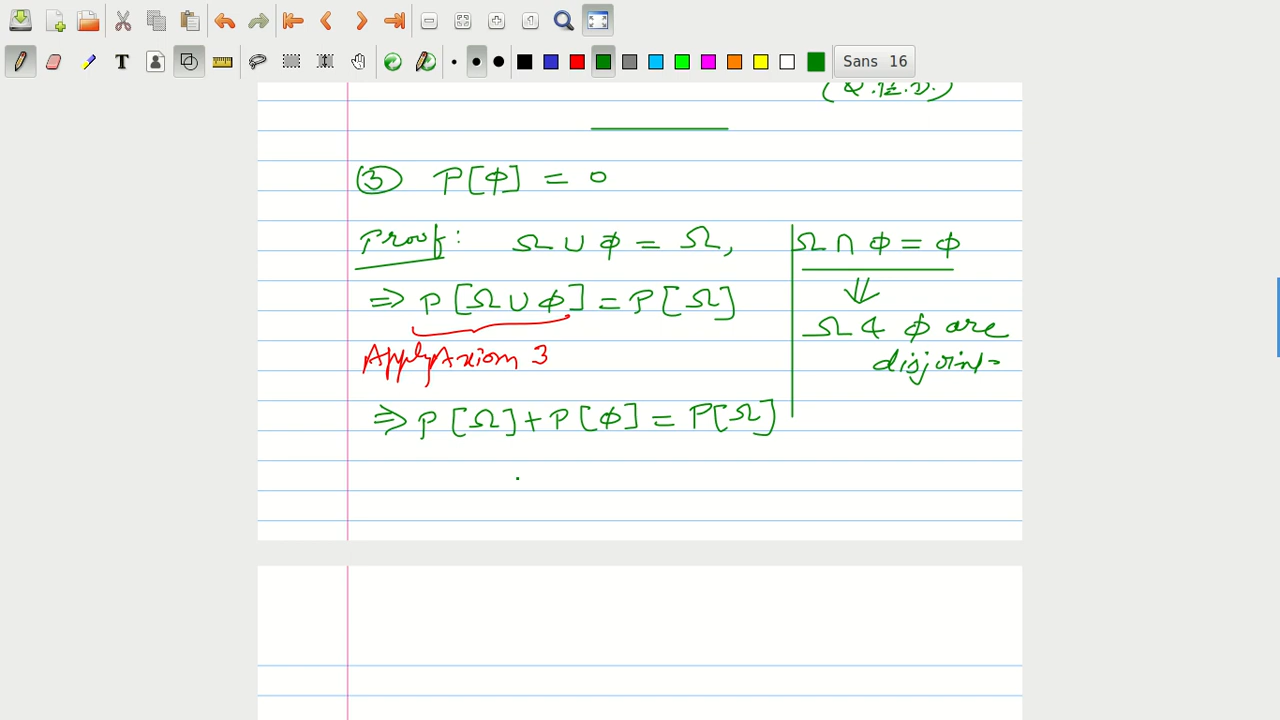 Sans 16
(Q.E.D.)
③ P[ϕ] = 0
Proof: Ω ∪ ϕ = Ω,
⇒ P[Ω ∪ ϕ] = P[Ω]
Apply Axiom 3
⇒ P[Ω] + P[ϕ] = P[Ω]
Ω ∩ ϕ = ϕ
⇓
Ω & ϕ are
disjoint